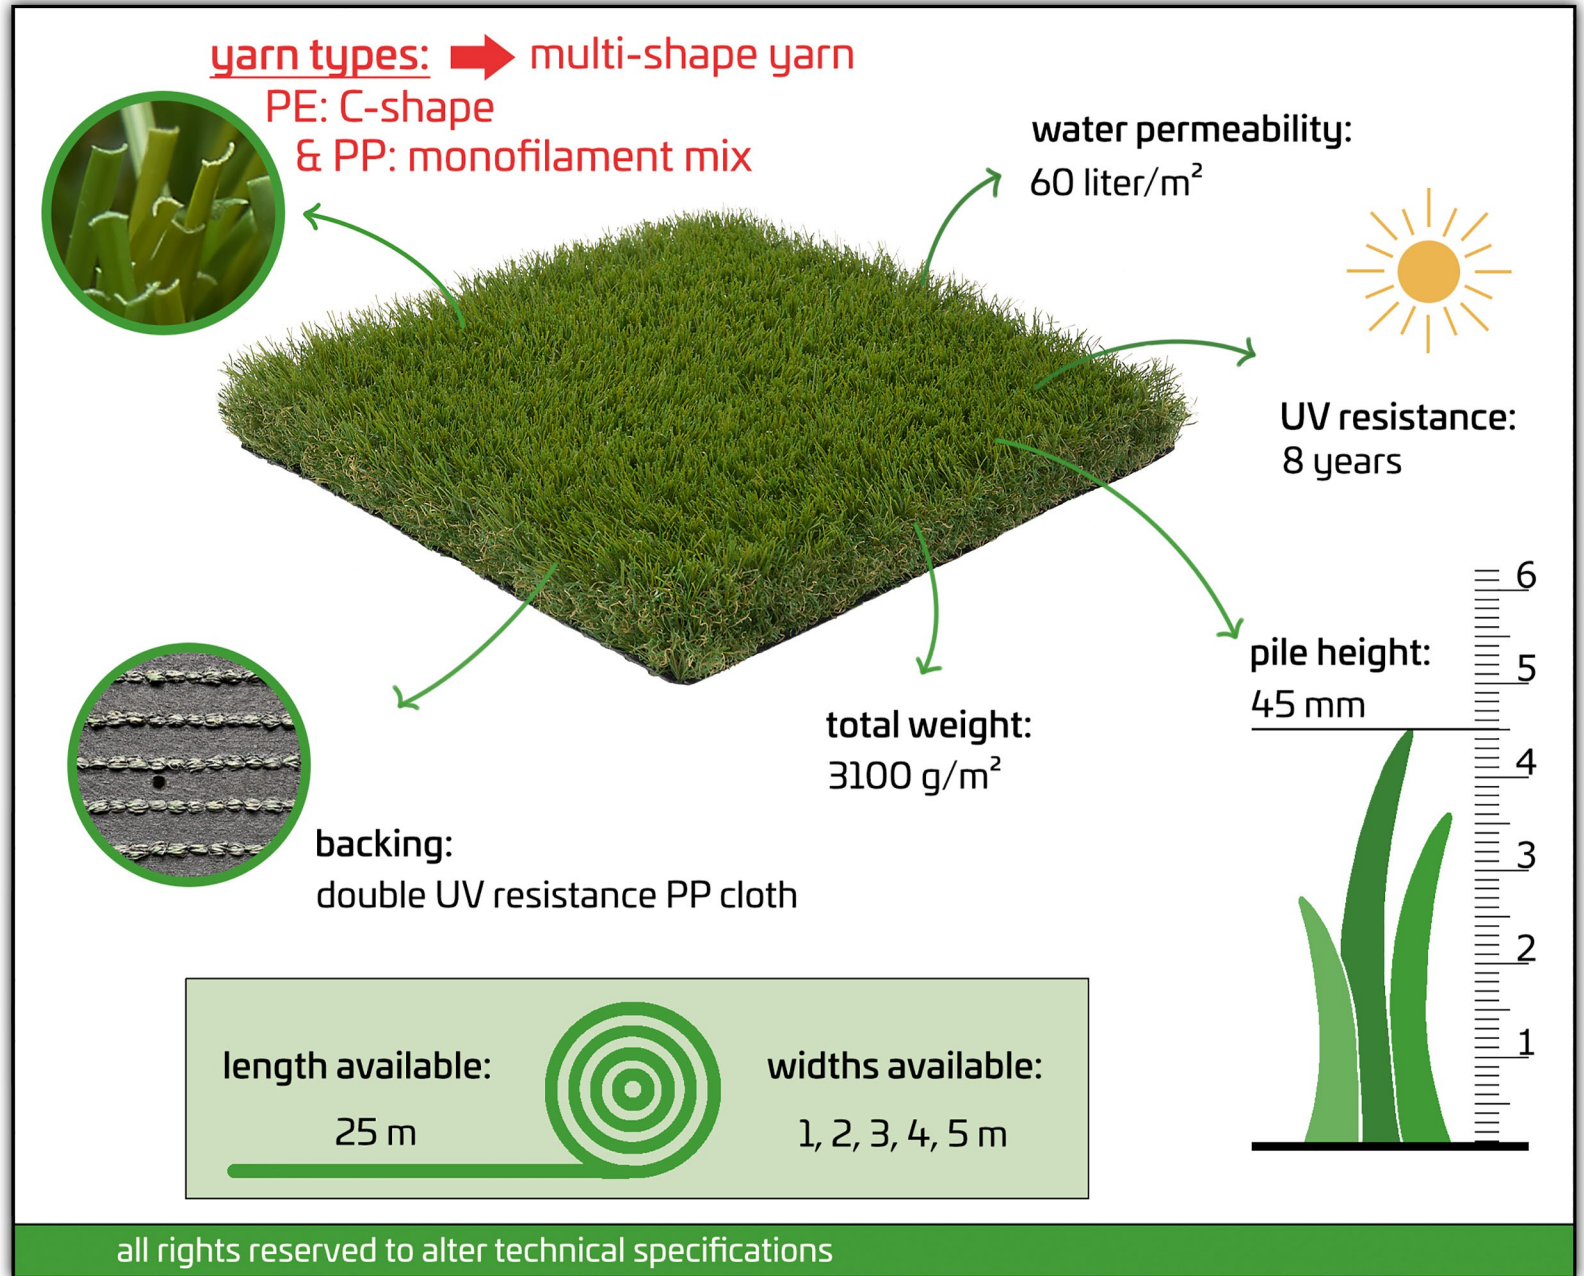 yarn types: multi-shape yarn
PE: C-shape
& PP: monofilament mix
water permeability:
60 liter/m²
UV resistance:
8 years
pile height:
45 mm
6
5
4
3
2
1
total weight:
3100 g/m²
backing:
double UV resistance PP cloth
length available:
25 m
widths available:
1, 2, 3, 4, 5 m
all rights reserved to alter technical specifications